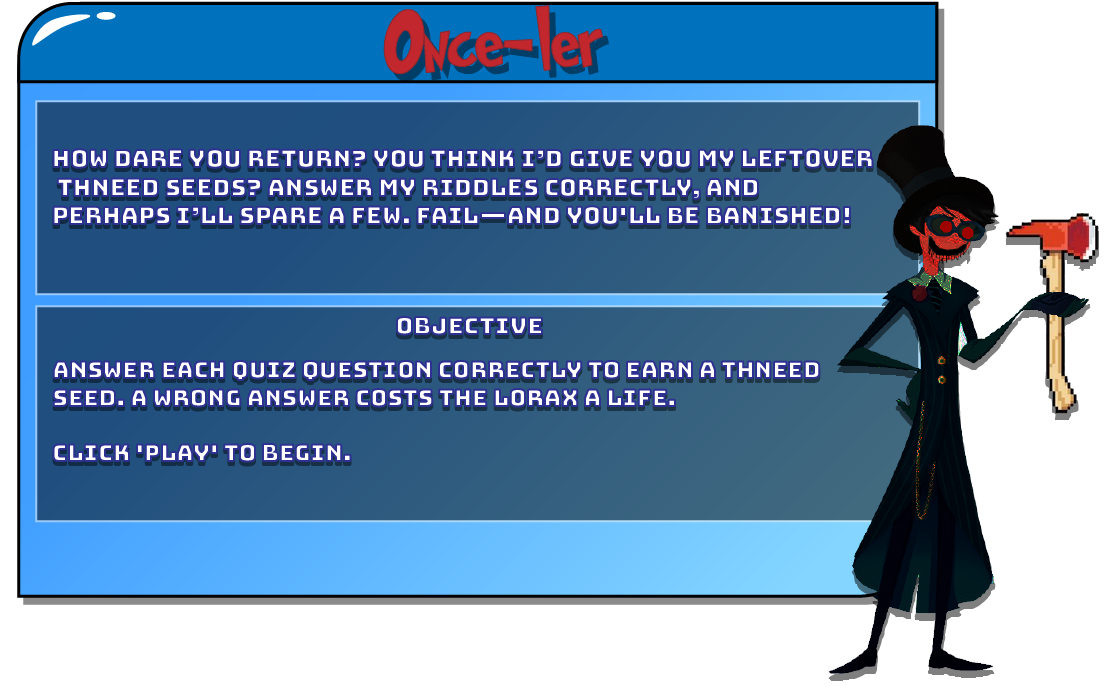 Once-ler
HOW DARE YOU RETURN? YOU THINK I’D GIVE YOU MY LEFTOVER
THNEED SEEDS? ANSWER MY RIDDLES CORRECTLY, AND
PERHAPS I’LL SPARE A FEW. FAIL—AND YOU'LL BE BANISHED!
OBJECTIVE
ANSWER EACH QUIZ QUESTION CORRECTLY TO EARN A THNEED
SEED. A WRONG ANSWER COSTS THE LORAX A LIFE.
CLICK 'PLAY' TO BEGIN.